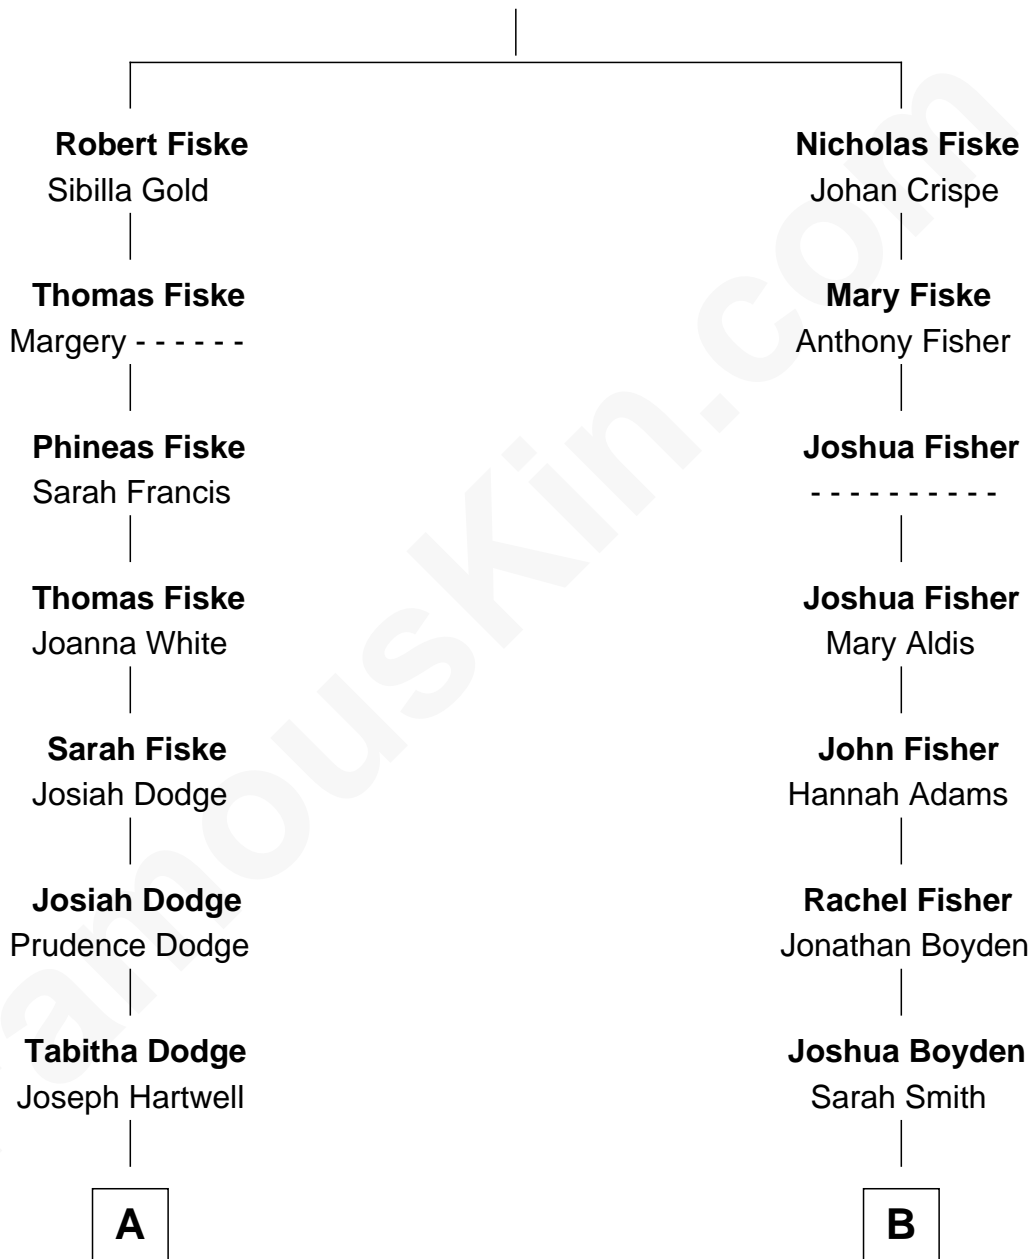 Robert Fiske
Sibilla Gold
Nicholas Fiske
Johan Crispe
Thomas Fiske
Margery - - - - - -
Mary Fiske
Anthony Fisher
Phineas Fiske
Sarah Francis
Joshua Fisher
- - - - - - - - - -
Thomas Fiske
Joanna White
Joshua Fisher
Mary Aldis
Sarah Fiske
Josiah Dodge
John Fisher
Hannah Adams
Josiah Dodge
Prudence Dodge
Rachel Fisher
Jonathan Boyden
Tabitha Dodge
Joseph Hartwell
Joshua Boyden
Sarah Smith
A
B
amouskin.com